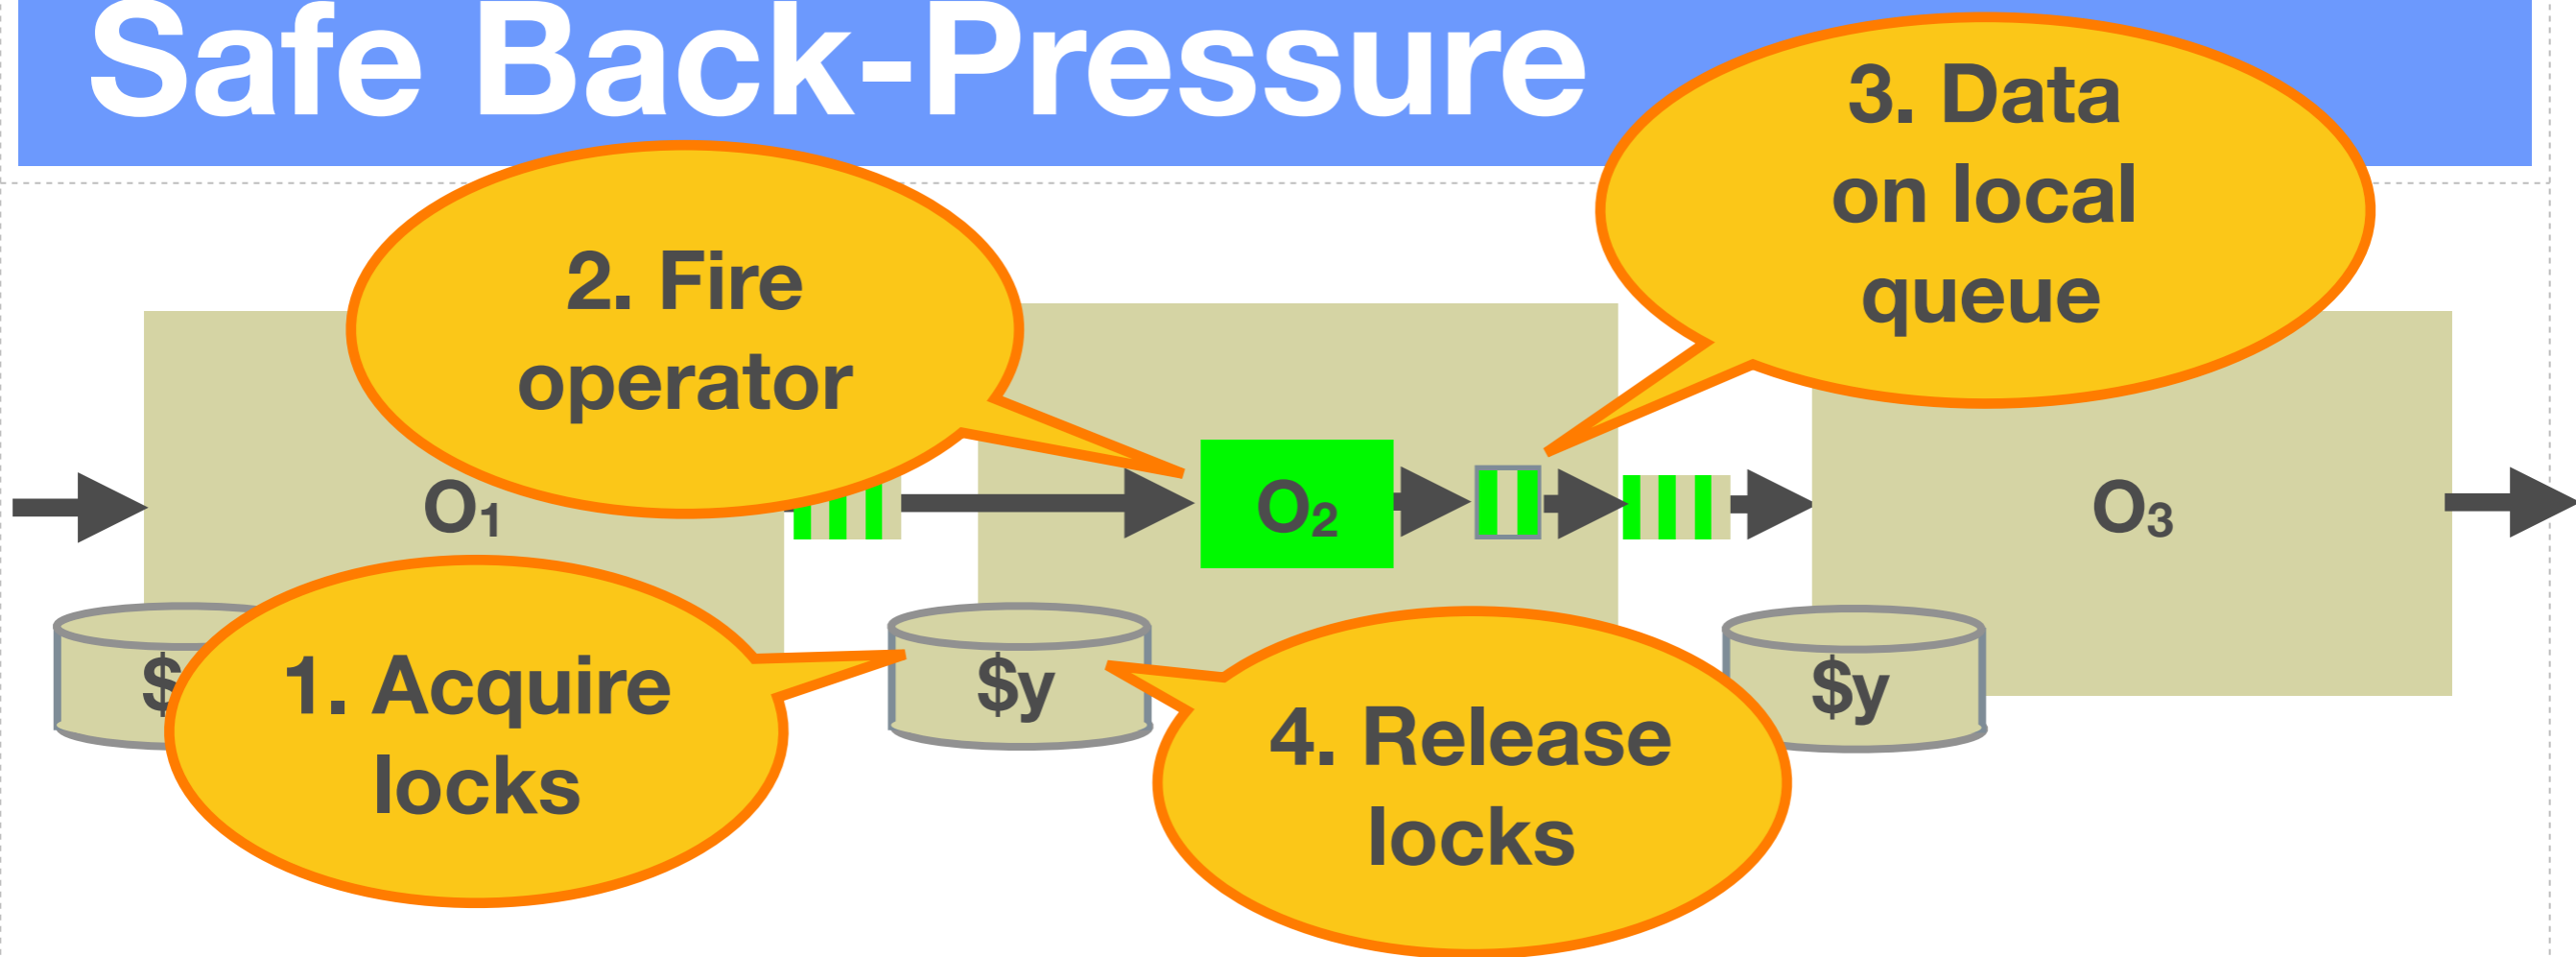 Safe Back-Pressure
3. Data
on local
queue
2. Fire
operator
O₁
O₂
O₃
1. Acquire
locks
$
$y
4. Release
locks
$y